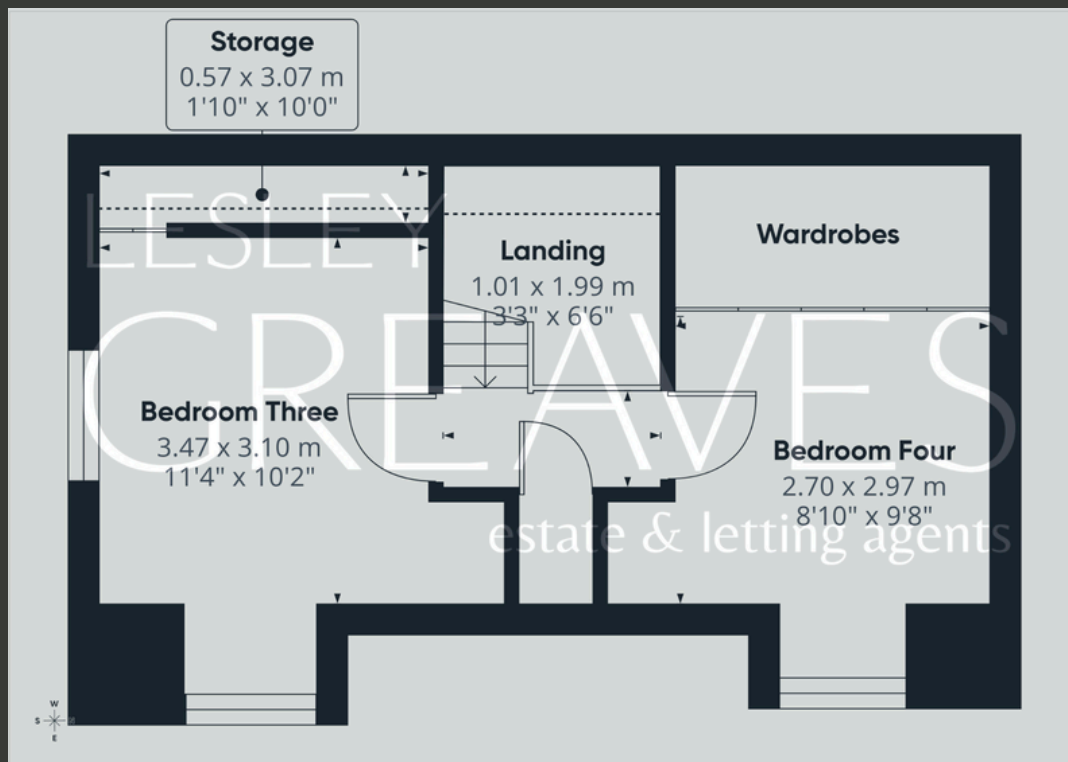 Storage
0.57 x 3.07 m
1'10" x 10'0"
LESLEY
Wardrobes
Landing
1.01 x 1.99 m
3'3" x 6'6"
GREAVES
Bedroom Three
3.47 x 3.10 m
11'4" x 10'2"
Bedroom Four
2.70 x 2.97 m
8'10" x 9'8"
estate & letting agents
W
S
E